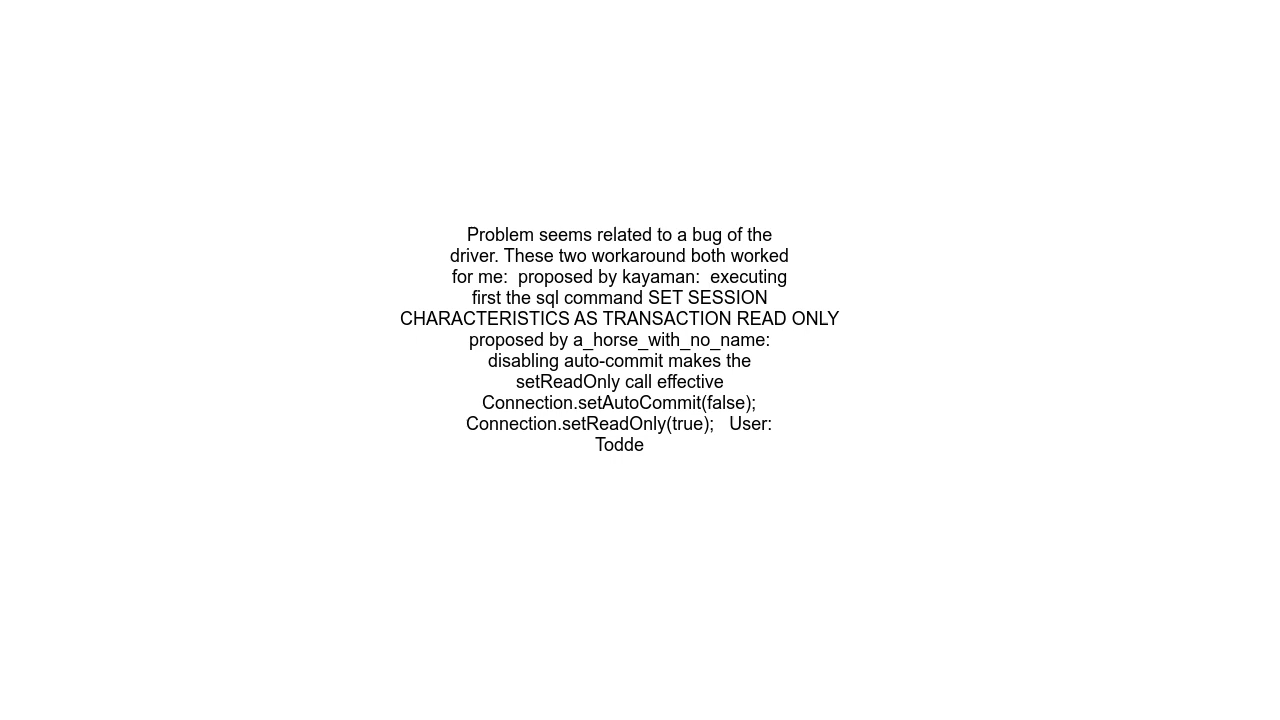 Problem seems related to a bug of the
driver. These two workaround both worked
for me:  proposed by kayaman:  executing
first the sql command SET SESSION
CHARACTERISTICS AS TRANSACTION READ ONLY
proposed by a_horse_with_no_name:
disabling auto-commit makes the
setReadOnly call effective
Connection.setAutoCommit(false);
Connection.setReadOnly(true);   User:
Todde